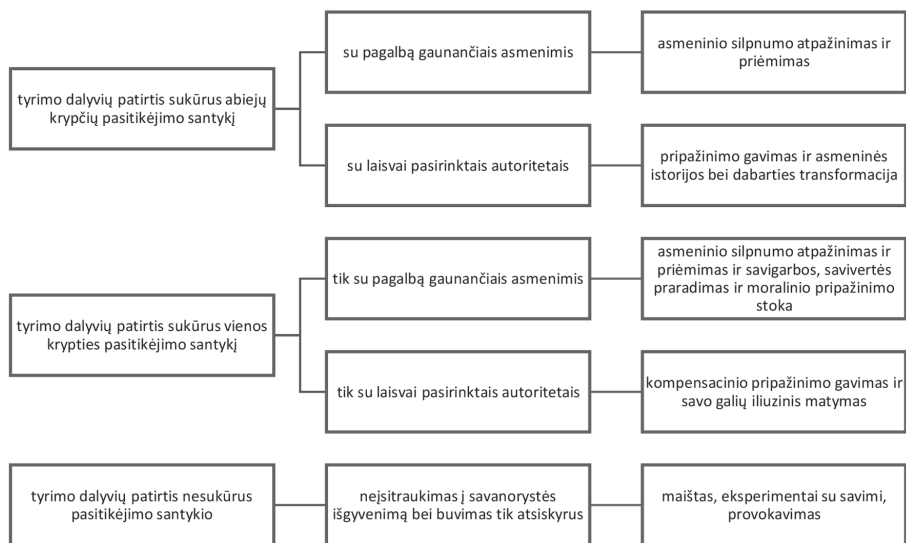 tyrimo dalyvių patirtis sukūrus abiejų
krypčių pasitikėjimo santykį
su pagalbą gaunančiais asmenimis
asmeninio silpnumo atpažinimas ir
priėmimas
su laisvai pasirinktais autoritetais
pripažinimo gavimas ir asmeninės
istorijos bei dabarties transformacija
tyrimo dalyvių patirtis sukūrus vienos
krypties pasitikėjimo santykį
tik su pagalbą gaunančiais asmenimis
asmeninio silpnumo atpažinimas ir
priėmimas ir savigarbos, savivertės
praradimas ir moralinio pripažinimo
stoka
tik su laisvai pasirinktais autoritetais
kompensacinio pripažinimo gavimas ir
savo galių iliuzinis matymas
tyrimo dalyvių patirtis nesukūrus
pasitikėjimo santykio
neįsitraukimas į savanorystės
išgyvenimą bei buvimas tik atsiskyrus
maištas, eksperimentai su savimi,
provokavimas